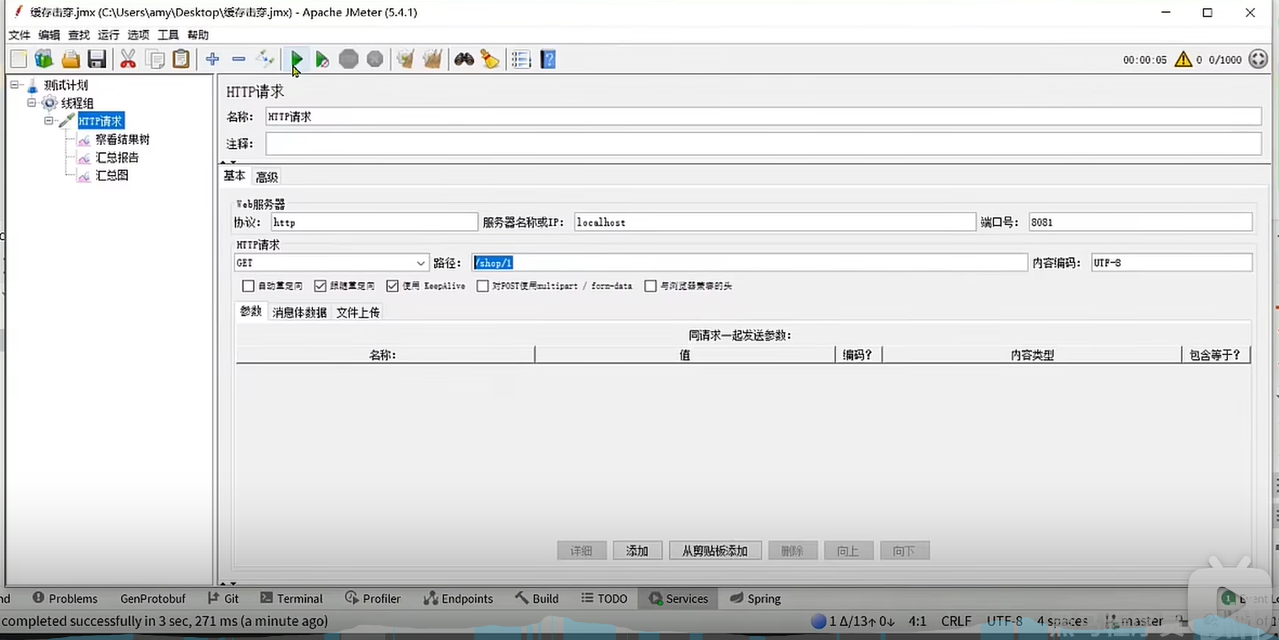 缓存击穿.jmx (C:\Users\amy\Desktop\缓存击穿.jmx) - Apache JMeter (5.4.1)
文件 编辑 查找 运行 选项 工具 帮助
00:00:05 0 0/1000
测试计划
线程组
HTTP请求
察看结果树
汇总报告
汇总图
HTTP请求
名称: HTTP请求
注释:
基本 高级
Web服务器
协议: http 服务器名称或IP: localhost 端口号: 8081
HTTP请求
GET 路径: /shop/1 内容编码: UTF-8
自动重定向 跟随重定向 使用 KeepAlive 对POST使用multipart / form-data 与浏览器兼容的头
参数 消息体数据 文件上传
同请求一起发送参数:
名称: 值 编码? 内容类型 包含等于?
详细 添加 从剪贴板添加 删除 向上 向下
nd Problems GenProtobuf Git Terminal Profiler Endpoints Build TODO Services Spring
completed successfully in 3 sec, 271 ms (a minute ago) 1 Δ/13↑0↓ 4:1 CRLF UTF-8 4 spaces master